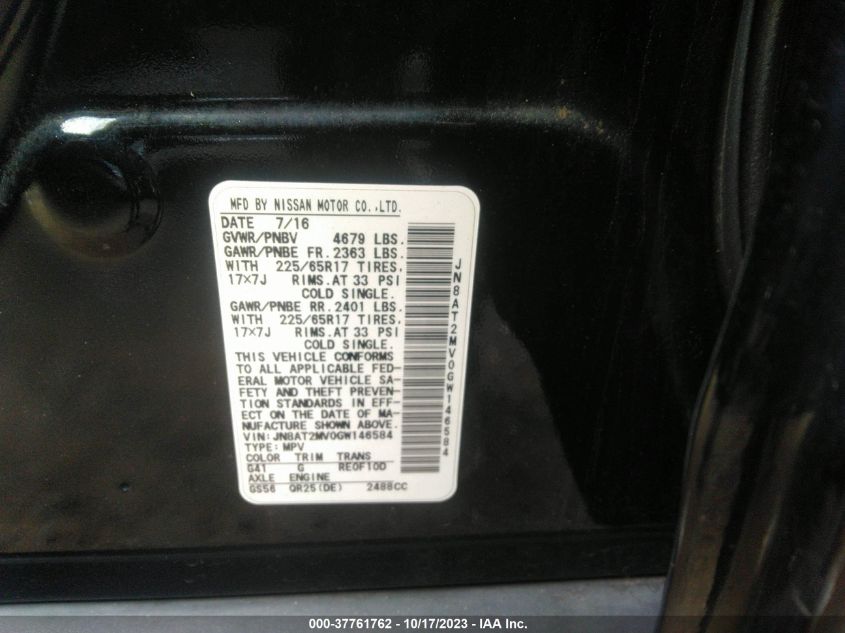 MFD BY NISSAN MOTOR CO.,LTD.
DATE 7/16
GVWR/PNBV 4679 LBS.
GAWR/PNBE FR. 2363 LBS.
WITH 225/65R17 TIRES.
17×7J RIMS.AT 33 PSI
COLD SINGLE.
GAWR/PNBE RR. 2401 LBS.
WITH 225/65R17 TIRES.
17×7J RIMS.AT 33 PSI
COLD SINGLE.
THIS VEHICLE CONFORMS
TO ALL APPLICABLE FED-
ERAL MOTOR VEHICLE SA-
FETY AND THEFT PREVEN-
TION STANDARDS IN EFF-
ECT ON THE DATE OF MA-
NUFACTURE SHOWN ABOVE.
VIN: JN8AT2MV0GW146584
TYPE: MPV
COLOR TRIM TRANS
G41 G RE0F10D
AXLE ENGINE
GS56 QR25(DE) 2488CC
JN8AT2MV0GW146584
000-37761762 - 10/17/2023 - IAA Inc.